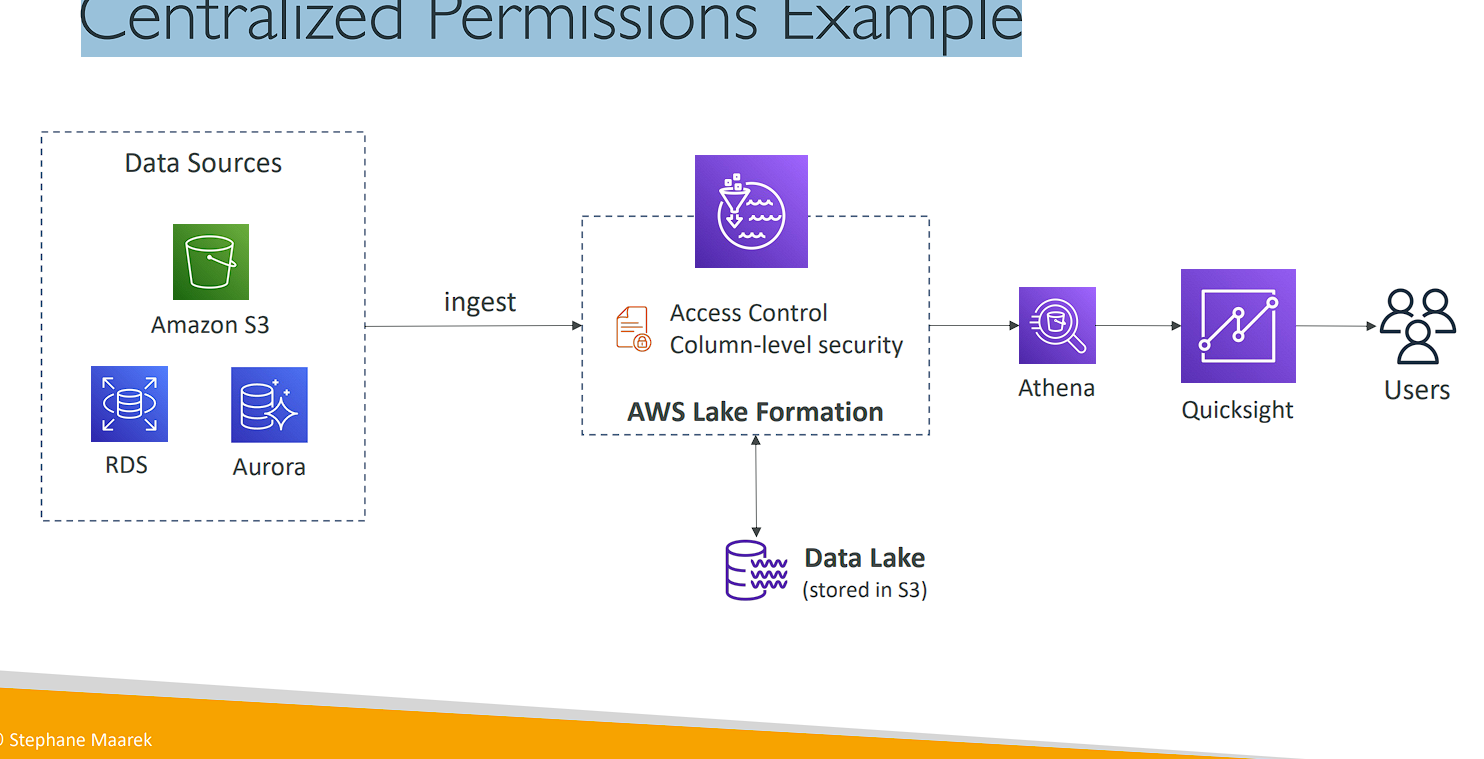 Centralized Permissions Example
Data Sources
Amazon S3
RDS
Aurora
ingest
Access Control
Column-level security
AWS Lake Formation
Data Lake
(stored in S3)
Athena
Quicksight
Users
Stephane Maarek